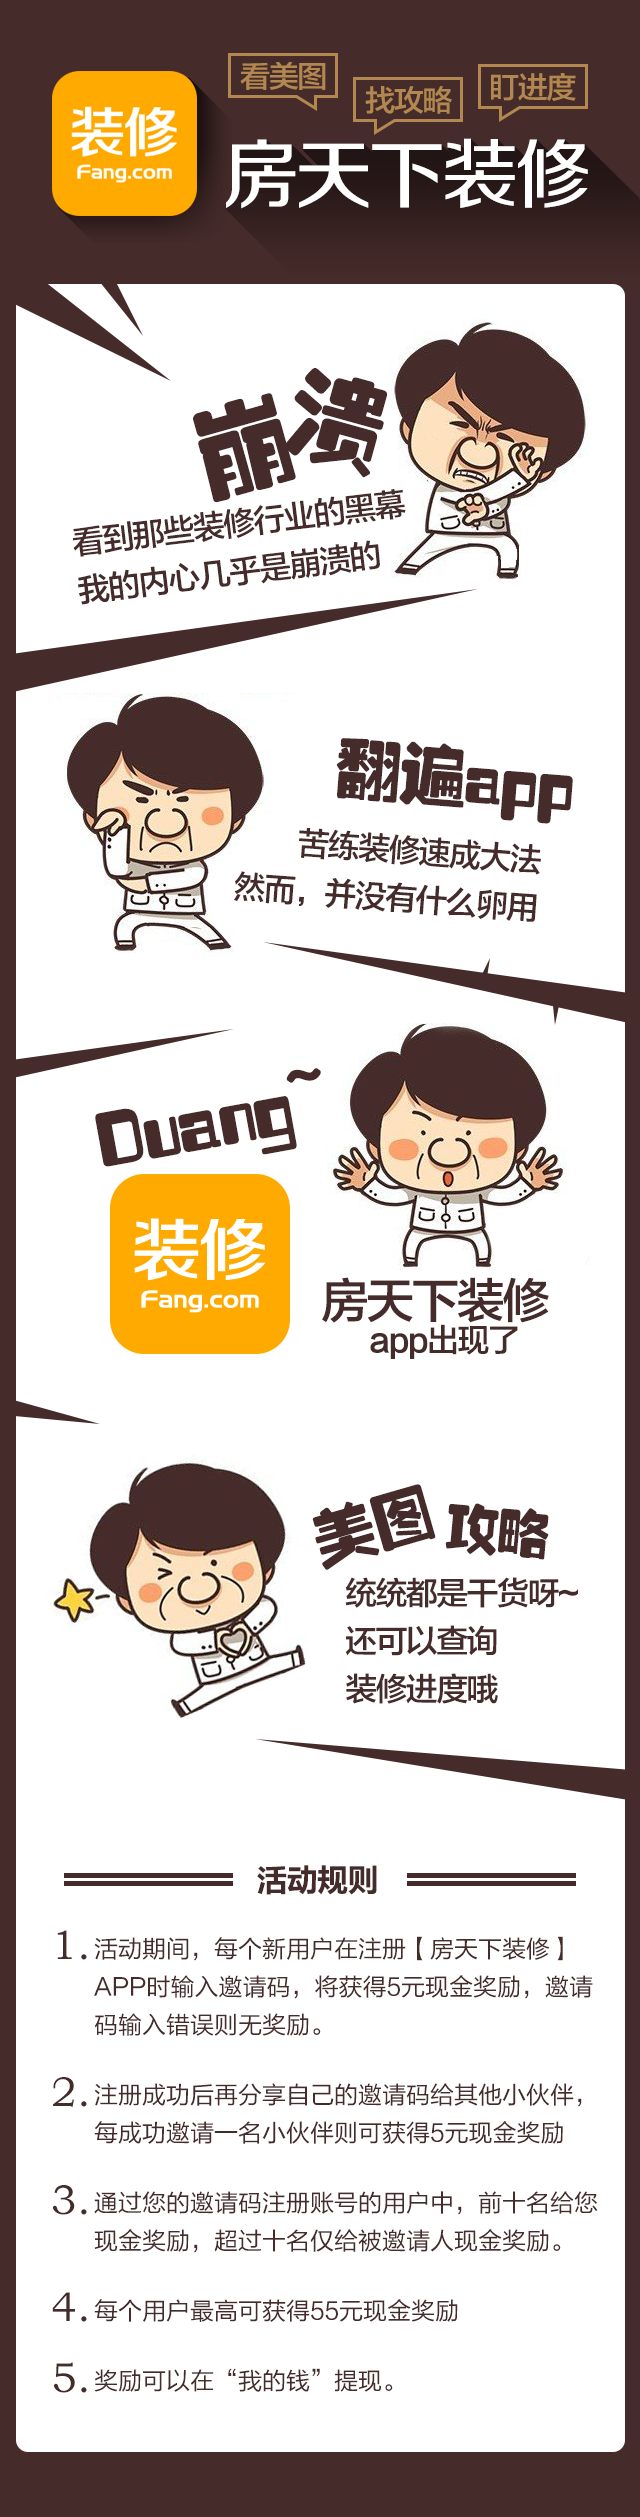 看美图
找攻略
盯进度
装修
Fang.com
房天下装修
崩溃
看到那些装修行业的黑幕
我的内心几乎是崩溃的
翻遍app
苦练装修速成大法
然而，并没有什么卵用
Duang~
装修
Fang.com
房天下装修
app出现了
美图 攻略
统统都是干货呀~
还可以查询
装修进度哦
活动规则
1.活动期间，每个新用户在注册【房天下装修】
APP时输入邀请码，将获得5元现金奖励，邀请
码输入错误则无奖励。
2.注册成功后再分享自己的邀请码给其他小伙伴，
每成功邀请一名小伙伴则可获得5元现金奖励
3.通过您的邀请码注册账号的用户中，前十名给您
现金奖励，超过十名仅给被邀请人现金奖励。
4.每个用户最高可获得55元现金奖励
5.奖励可以在“我的钱”提现。